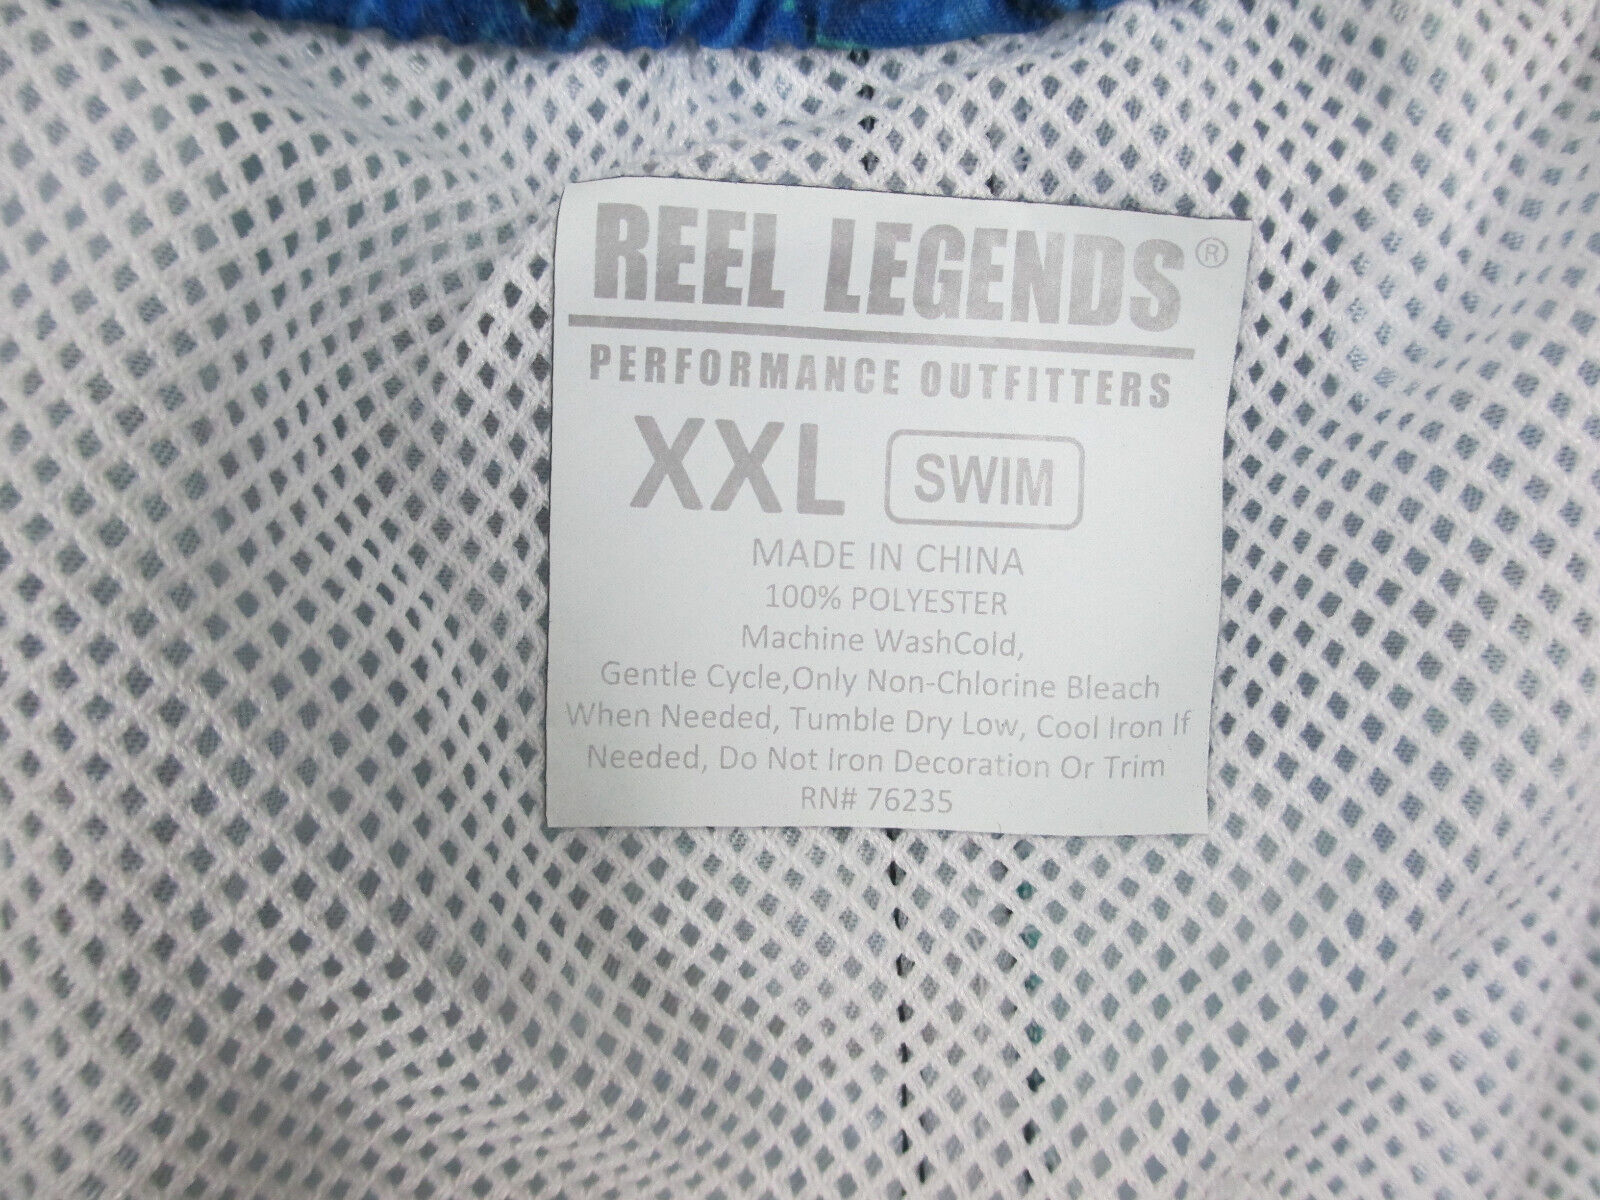 REEL LEGENDS®
PERFORMANCE OUTFITTERS
XXL SWIM
MADE IN CHINA
100% POLYESTER
Machine WashCold,
Gentle Cycle,Only Non-Chlorine Bleach
When Needed, Tumble Dry Low, Cool Iron If
Needed, Do Not Iron Decoration Or Trim
RN# 76235